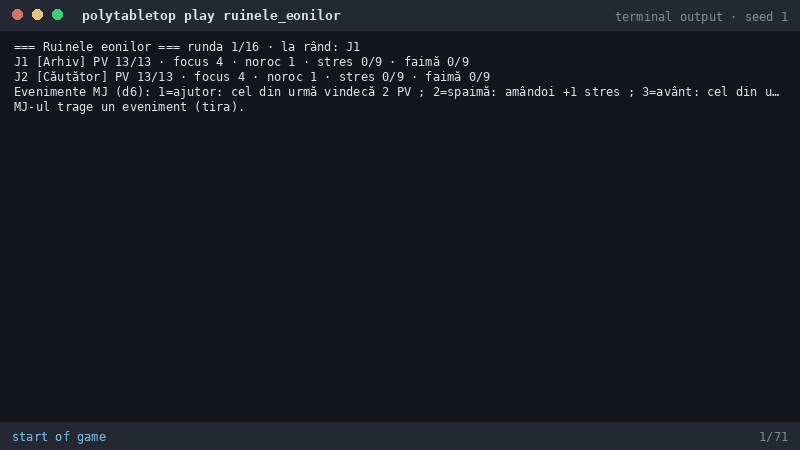 polytabletop play ruinele_eonilor
terminal output · seed 1
=== Ruinele eonilor === runda 1/16 · la rând: J1
J1 [Arhiv] PV 13/13 · focus 4 · noroc 1 · stres 0/9 · faimă 0/9
J2 [Căutător] PV 13/13 · focus 4 · noroc 1 · stres 0/9 · faimă 0/9
Evenimente MJ (d6): 1=ajutor: cel din urmă vindecă 2 PV ; 2=spaimă: amândoi +1 stres ; 3=avânt: cel din u…
MJ-ul trage un eveniment (tira).
start of game
1/71